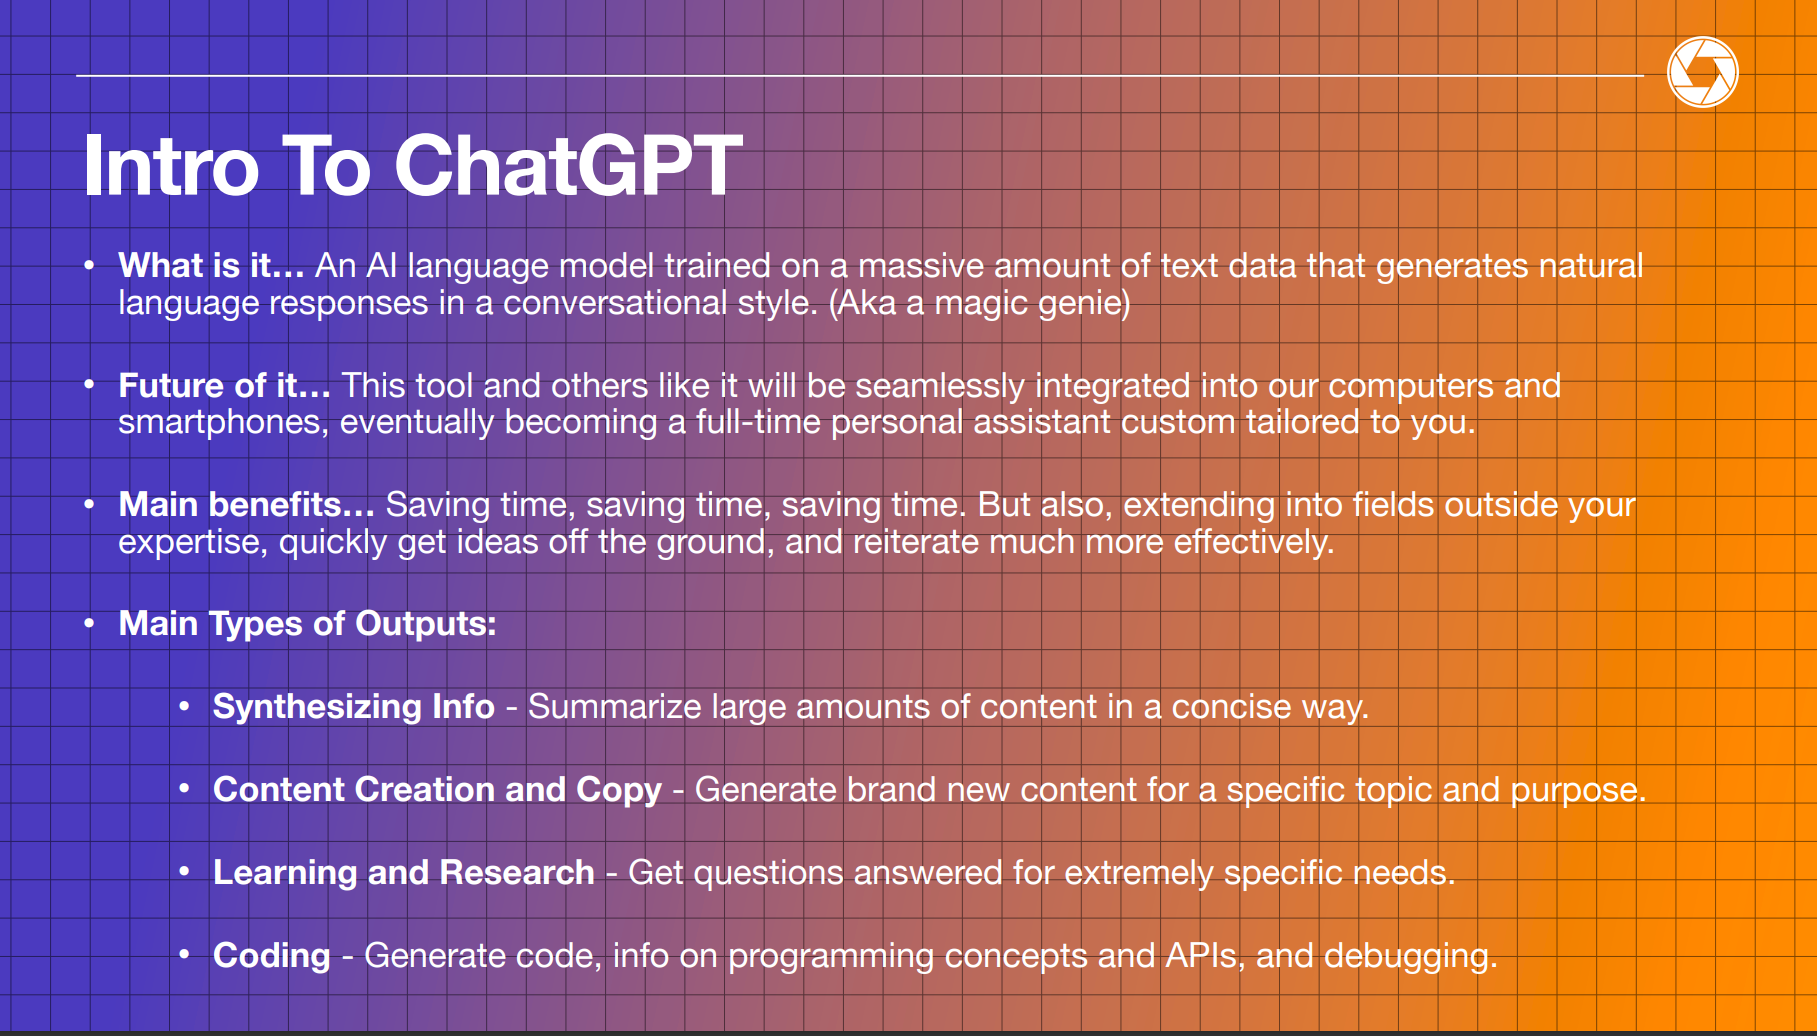 Intro To ChatGPT
• What is it… An AI language model trained on a massive amount of text data that generates natural
language responses in a conversational style. (Aka a magic genie)
• Future of it… This tool and others like it will be seamlessly integrated into our computers and
smartphones, eventually becoming a full-time personal assistant custom tailored to you.
• Main benefits… Saving time, saving time, saving time. But also, extending into fields outside your
expertise, quickly get ideas off the ground, and reiterate much more effectively.
• Main Types of Outputs:
• Synthesizing Info - Summarize large amounts of content in a concise way.
• Content Creation and Copy - Generate brand new content for a specific topic and purpose.
• Learning and Research - Get questions answered for extremely specific needs.
• Coding - Generate code, info on programming concepts and APIs, and debugging.